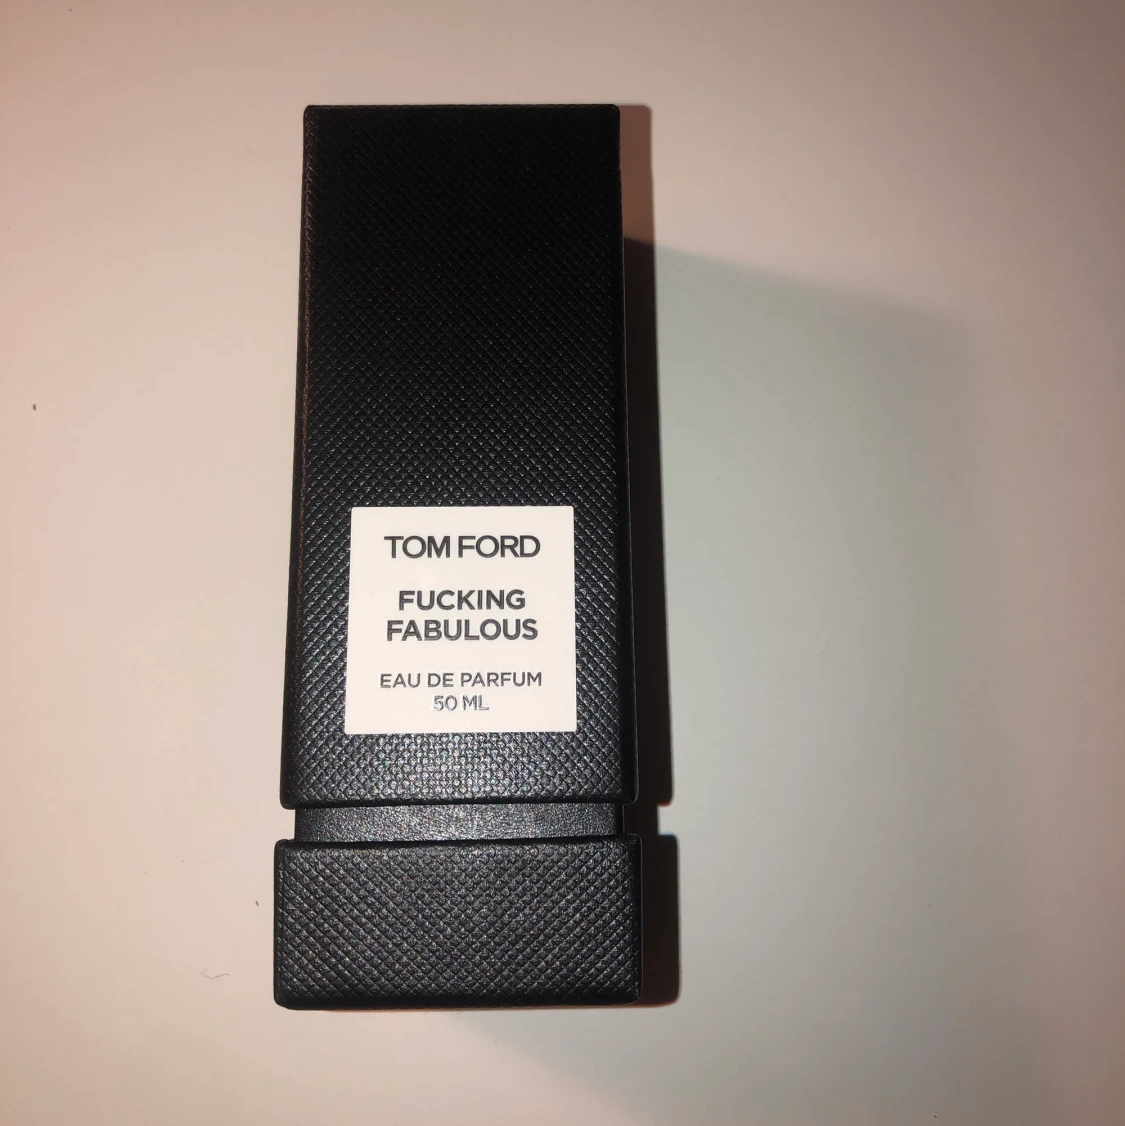 TOM FORD
FUCKING
FABULOUS
EAU DE PARFUM
50 ML